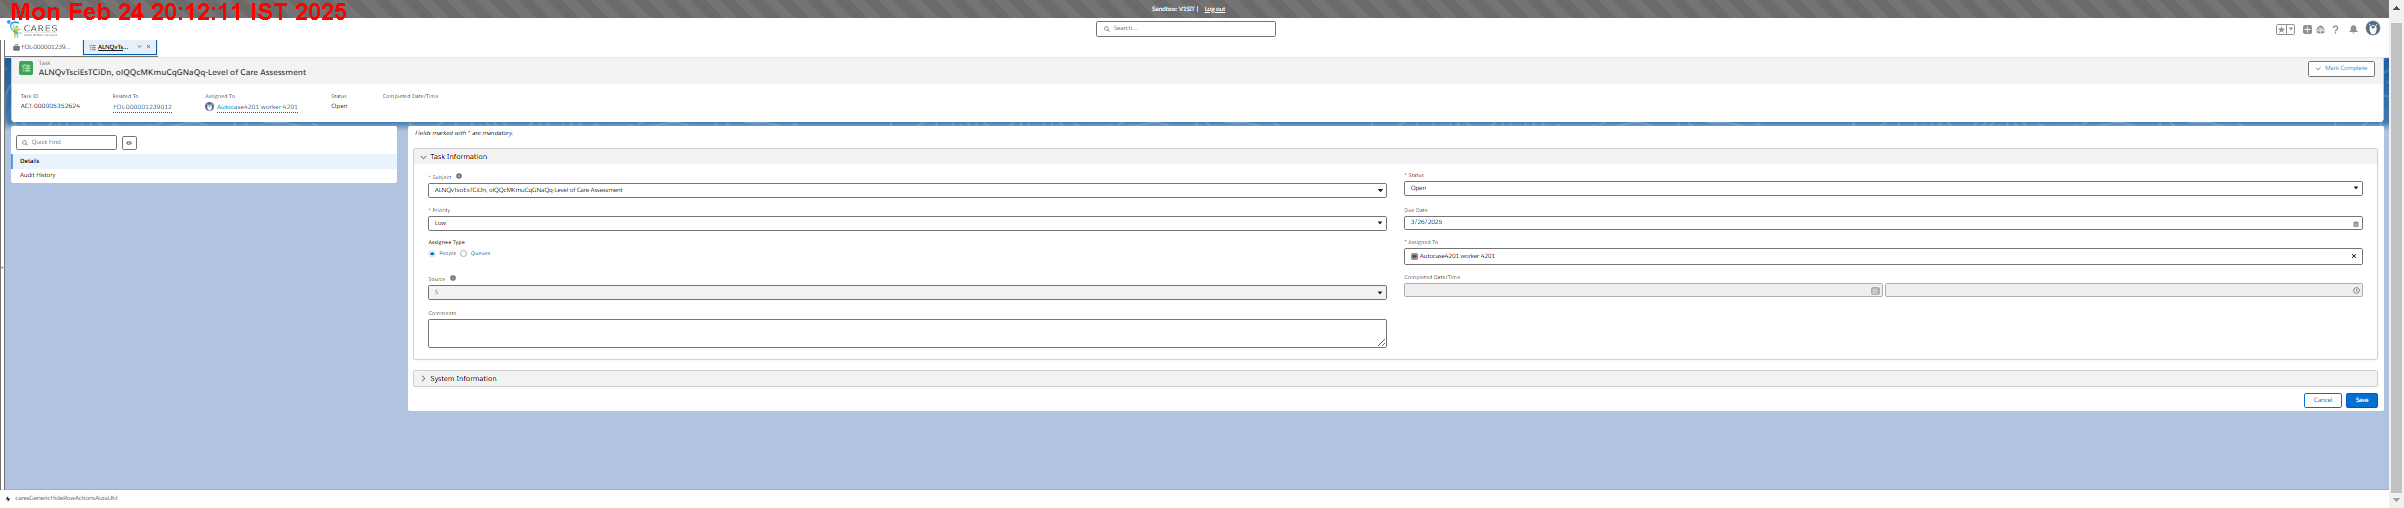 Mon Feb 24 20:12:11 IST 2025
Sandbox: V1SIT | Log out
CARES
Search...
FOL-000001239...
ALNQvTs...
Task
ALNQvTsciEsTCiDn, oIQQcMKmuCqGNaQq-Level of Care Assessment
Mark Complete
Task ID
Related To
Assigned To
Status
Completed Date/Time
ACT-000005352624
FOL-000001239012
Autocase4201 worker 4201
Open
Quick Find
Details
Audit History
Fields marked with * are mandatory.
Task Information
* Subject
ALNQvTsciEsTCiDn, oIQQcMKmuCqGNaQq-Level of Care Assessment
* Status
Open
* Priority
Low
Due Date
3/26/2025
Assignee Type
People
Queues
* Assigned To
Autocase4201 worker 4201
Source
S
Completed Date/Time
Comments
System Information
Cancel
Save
caresGenericHideRowActionsAuraUtil